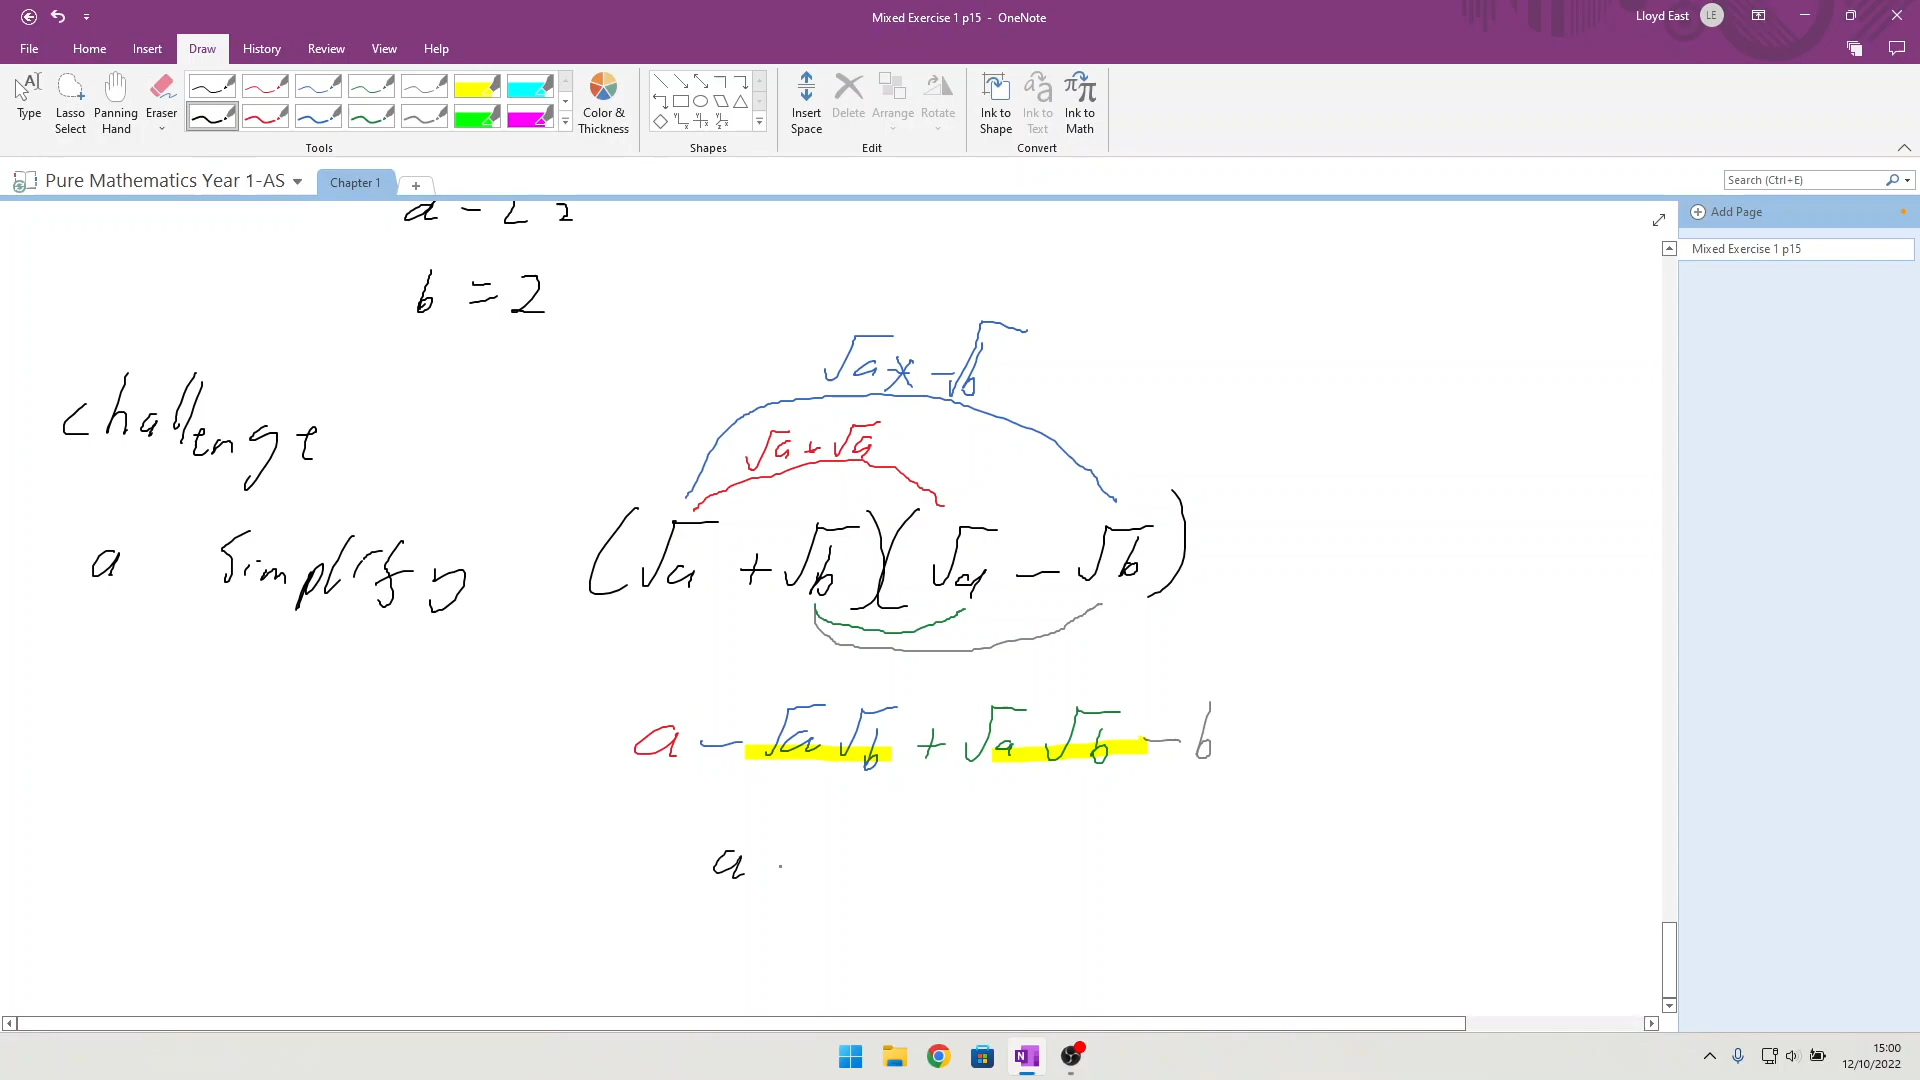 Mixed Exercise 1 p15 - OneNote
Lloyd East LE
File Home Insert Draw History Review View Help
Type
Lasso Select
Panning Hand
Eraser
Color & Thickness
Insert Space
Delete
Arrange
Rotate
Ink to Shape
Ink to Text
Ink to Math
Tools Shapes Edit Convert
Pure Mathematics Year 1-AS Chapter 1
Search (Ctrl+E)
Add Page
Mixed Exercise 1 p15
b = 2
√a × -√b
Challenge
√a × √a
a Simplify (√a + √b)(√a - √b)
a - √a√b + √a√b - b
a
15:00
12/10/2022